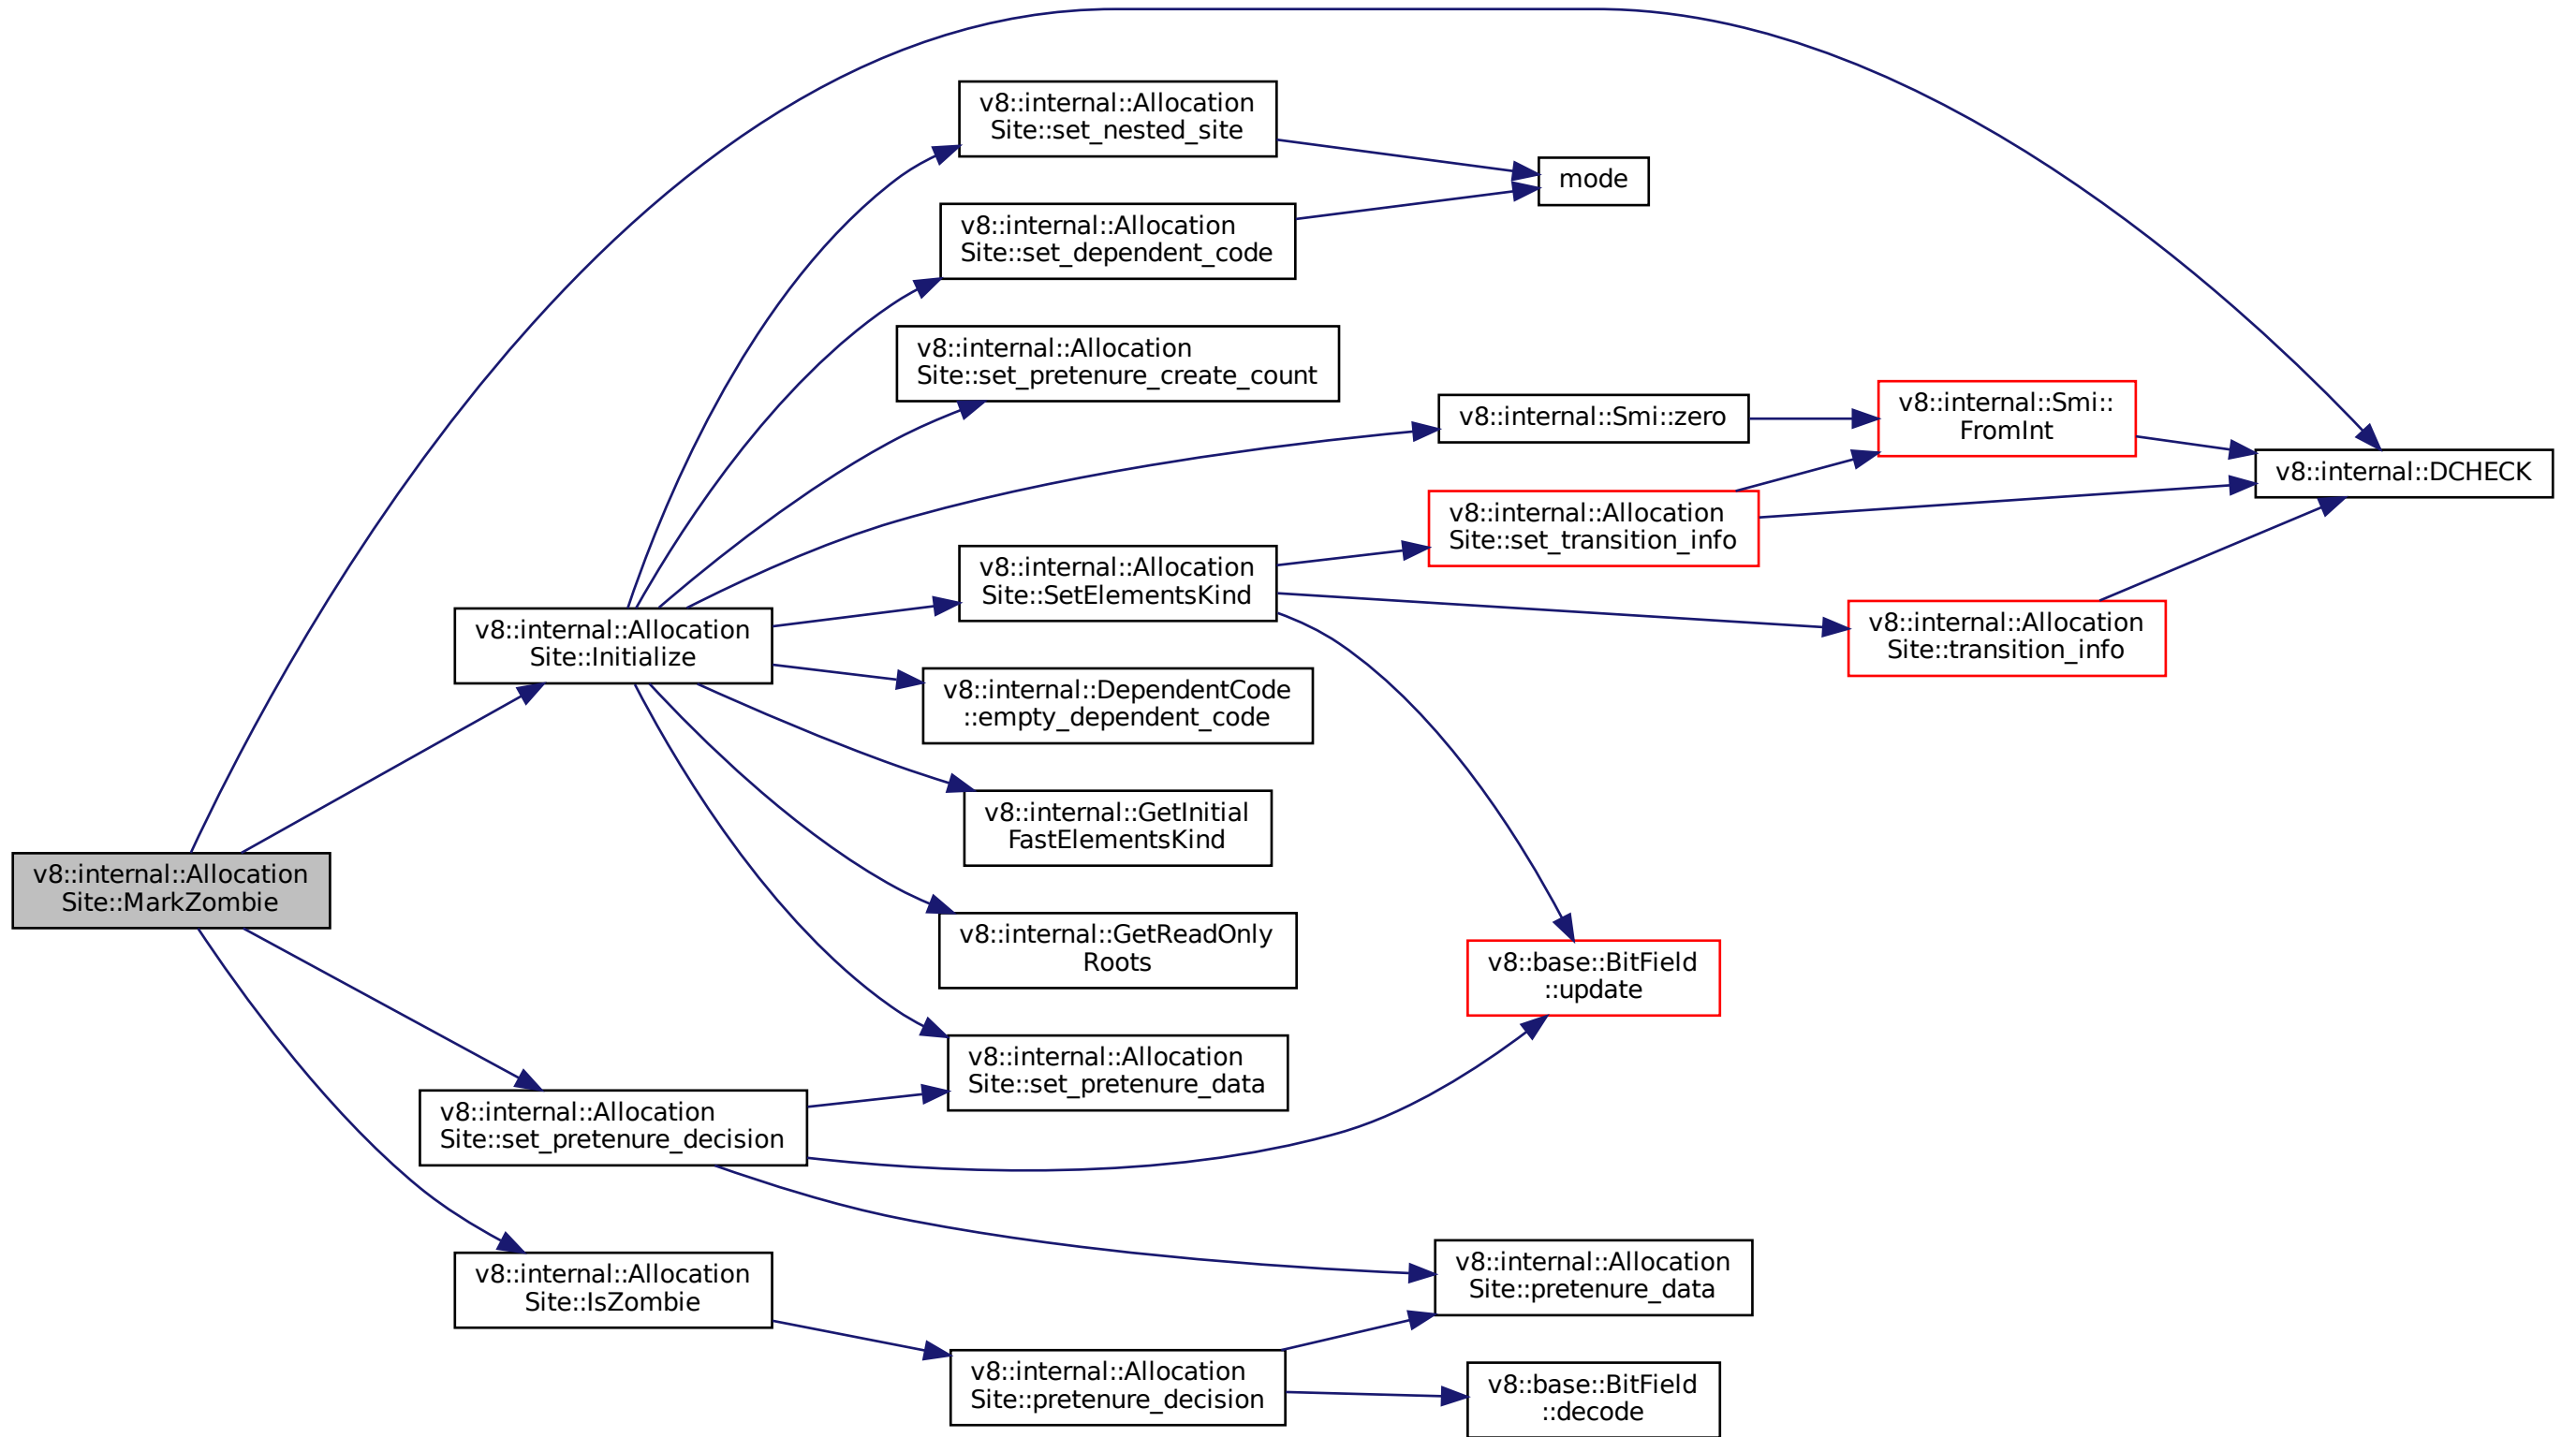 v8::internal::Allocation
Site::MarkZombie
v8::internal::Allocation
Site::Initialize
v8::internal::Allocation
Site::set_pretenure_decision
v8::internal::Allocation
Site::IsZombie
v8::internal::Allocation
Site::set_nested_site
v8::internal::Allocation
Site::set_dependent_code
v8::internal::Allocation
Site::set_pretenure_create_count
v8::internal::Allocation
Site::SetElementsKind
v8::internal::DependentCode
::empty_dependent_code
v8::internal::GetInitial
FastElementsKind
v8::internal::GetReadOnly
Roots
v8::internal::Allocation
Site::set_pretenure_data
v8::internal::Allocation
Site::pretenure_decision
mode
v8::internal::Smi::zero
v8::internal::Allocation
Site::set_transition_info
v8::base::BitField
::update
v8::internal::Allocation
Site::pretenure_data
v8::base::BitField
::decode
v8::internal::Smi::
FromInt
v8::internal::Allocation
Site::transition_info
v8::internal::DCHECK